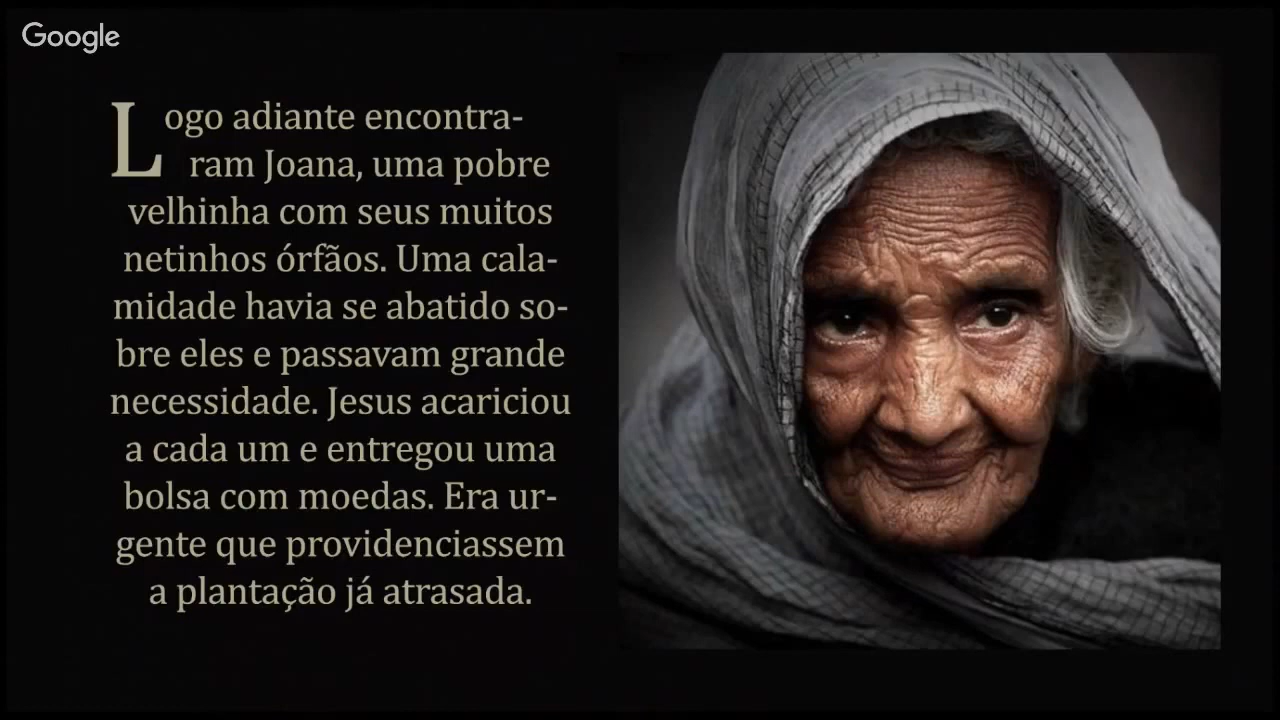 Google
Logo adiante encontra-
ram Joana, uma pobre
velhinha com seus muitos
netinhos órfãos. Uma cala-
midade havia se abatido so-
bre eles e passavam grande
necessidade. Jesus acariciou
a cada um e entregou uma
bolsa com moedas. Era ur-
gente que providenciassem
a plantação já atrasada.